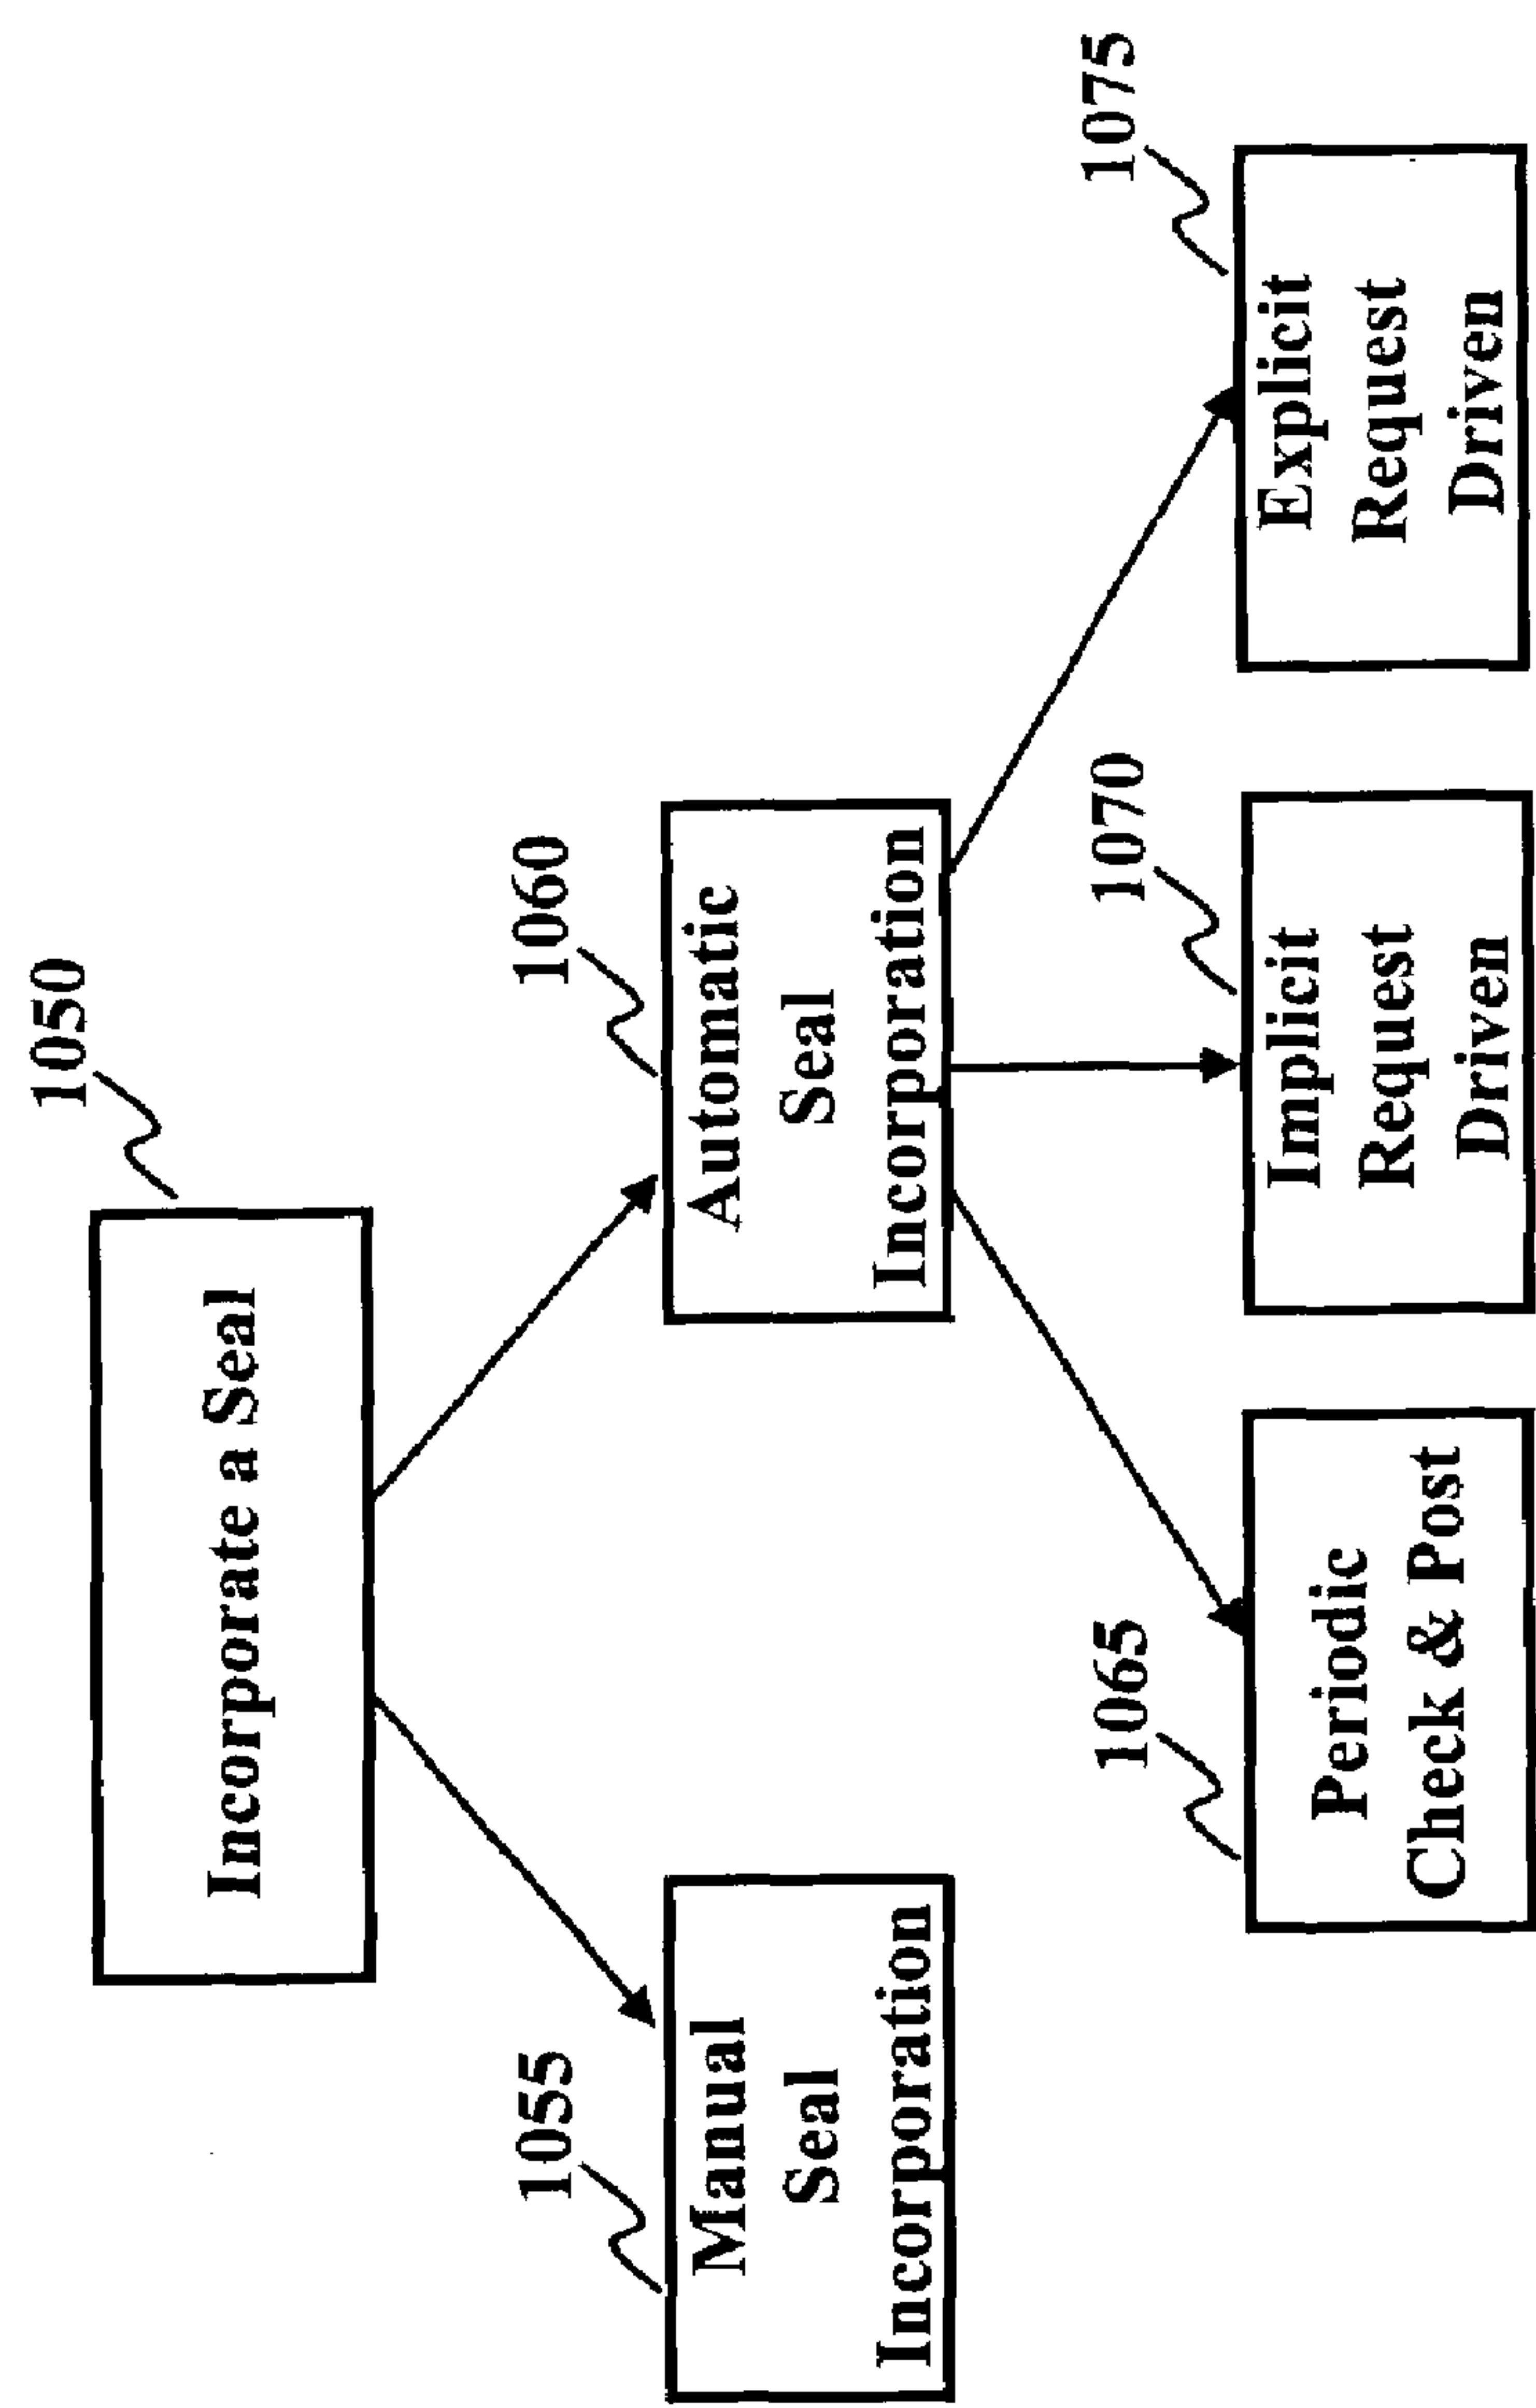 1050
Incorporate a Seal
1055
Manual
Seal
Incorporation
1060
Automatic
Seal
Incorporation
1065
Periodic
Check & Post
1070
Implicit
Request
Driven
1075
Explicit
Request
Driven